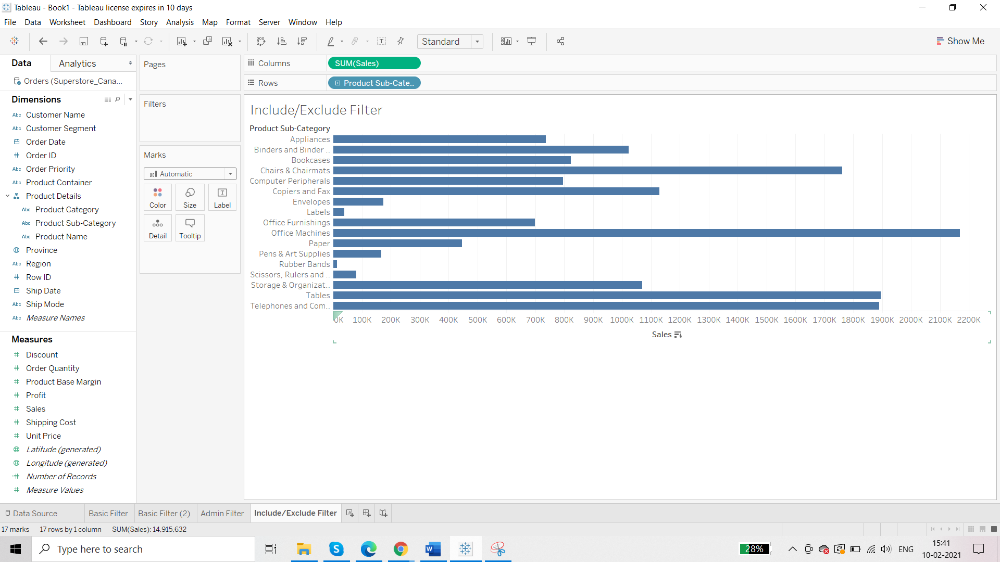 Tableau - Book1 - Tableau license expires in 10 days
File Data Worksheet Dashboard Story Analysis Map Format Server Window Help
Standard
Show Me
Data
Analytics
Orders (Superstore_Cana...
Dimensions
Abc Customer Name
Abc Customer Segment
Order Date
# Order ID
Abc Order Priority
Abc Product Container
Product Details
Abc Product Category
Abc Product Sub-Category
Abc Product Name
Province
Abc Region
# Row ID
Ship Date
Abc Ship Mode
Abc Measure Names
Measures
# Discount
# Order Quantity
# Product Base Margin
# Profit
# Sales
# Shipping Cost
# Unit Price
Latitude (generated)
Longitude (generated)
=# Number of Records
# Measure Values
Pages
Filters
Marks
Automatic
Color
Size
T
Label
Detail
Tooltip
Columns
SUM(Sales)
Rows
Product Sub-Cate..
Include/Exclude Filter
Product Sub-Category
Appliances
Binders and Binder ..
Bookcases
Chairs & Chairmats
Computer Peripherals
Copiers and Fax
Envelopes
Labels
Office Furnishings
Office Machines
Paper
Pens & Art Supplies
Rubber Bands
Scissors, Rulers and ..
Storage & Organizat..
Tables
Telephones and Com..
0K 100K 200K 300K 400K 500K 600K 700K 800K 900K 1000K 1100K 1200K 1300K 1400K 1500K 1600K 1700K 1800K 1900K 2000K 2100K 2200K
Sales
Data Source
Basic Filter
Basic Filter (2)
Admin Filter
Include/Exclude Filter
17 marks
17 rows by 1 column
SUM(Sales): 14,915,632
Type here to search
28%
ENG
15:41
10-02-2021